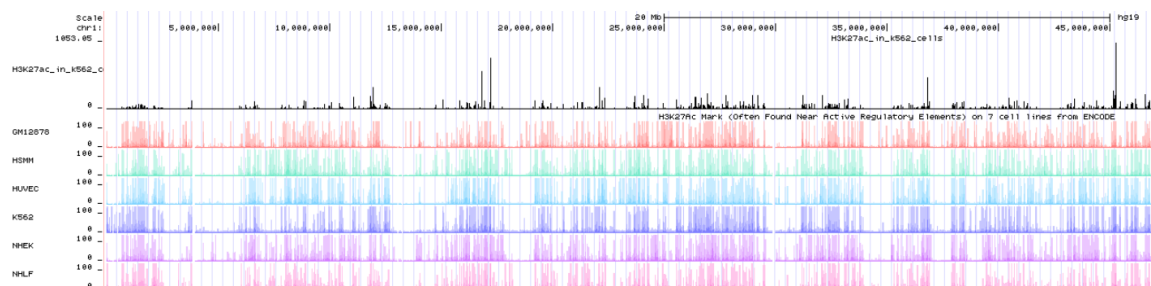 Scale 20 Mb hg19
chr1: 5,000,000 10,000,000 15,000,000 20,000,000 25,000,000 30,000,000 35,000,000 40,000,000 45,000,000
1053.05 _ H3K27ac_in_k562_cells
H3K27ac_in_k562_c
0 _
H3K27Ac Mark (Often Found Near Active Regulatory Elements) on 7 cell lines from ENCODE
100 _
GM12878
0 _
100 _
HSMM
0 _
100 _
HUVEC
0 _
100 _
K562
0 _
100 _
NHEK
0 _
100 _
NHLF
0